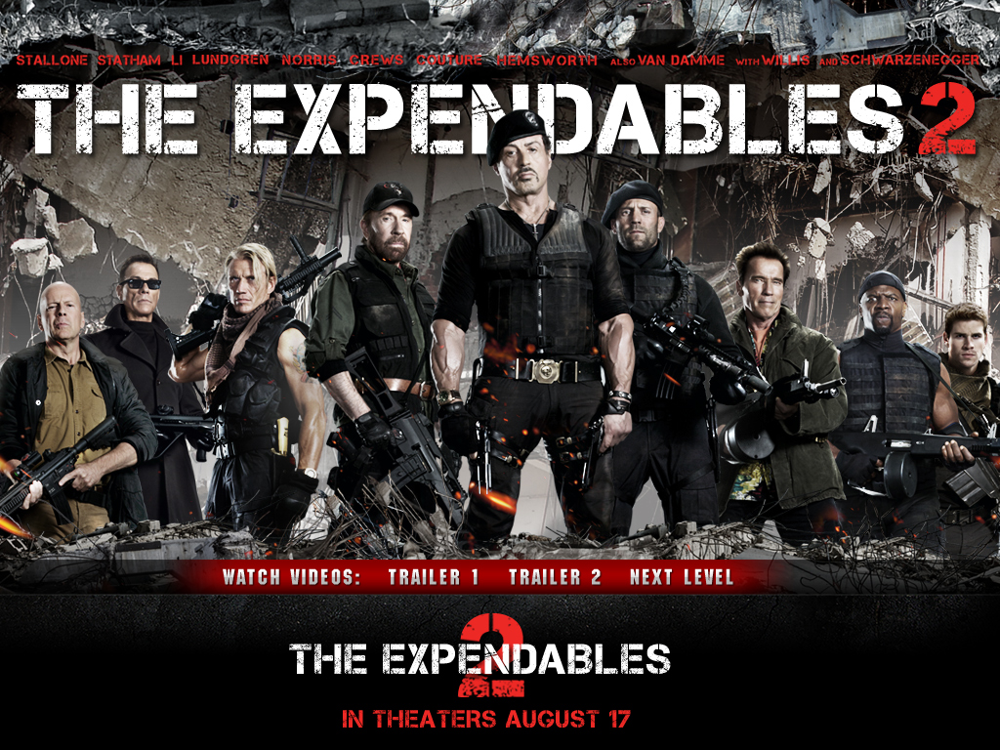 STALLONE STATHAM LI LUNDGREN NORRIS CREWS COUTURE HEMSWORTH ALSO VAN DAMME WITH WILLIS AND SCHWARZENEGGER
THE EXPENDABLES 2
WATCH VIDEOS: TRAILER 1 TRAILER 2 NEXT LEVEL
2
THE EXPENDABLES
IN THEATERS AUGUST 17